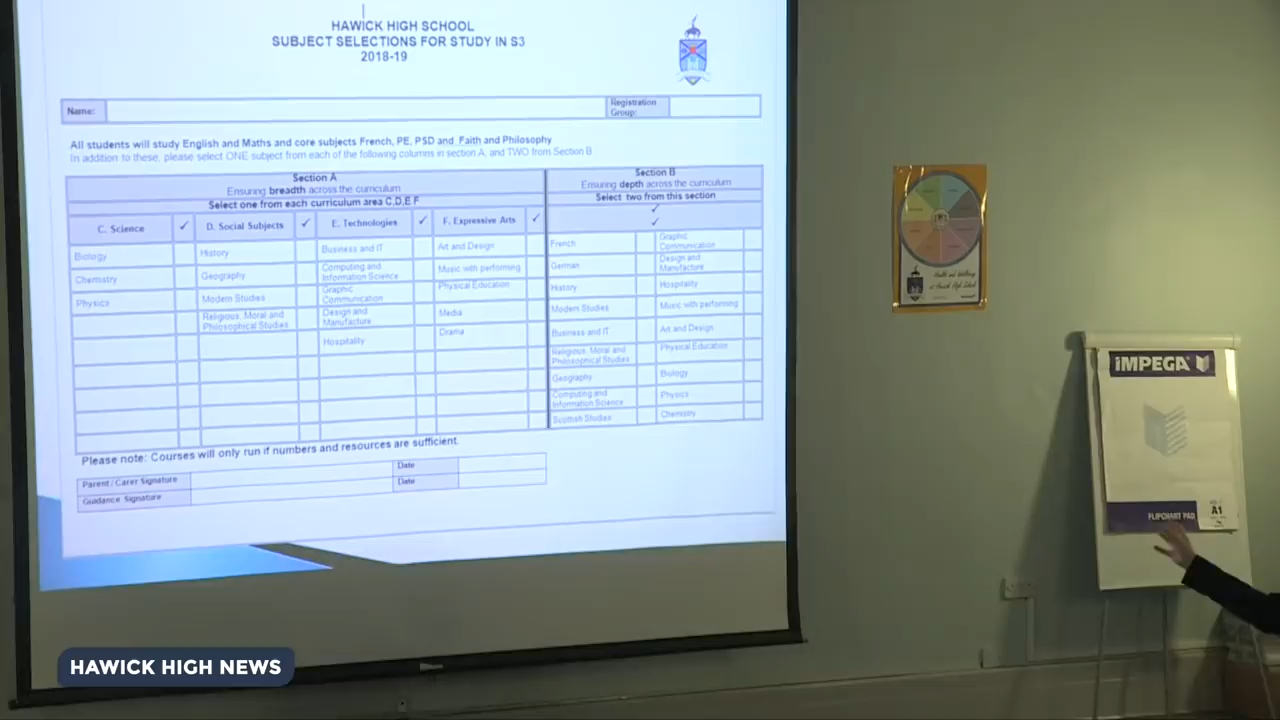 HAWICK HIGH SCHOOL
SUBJECT SELECTIONS FOR STUDY IN S3
2018-19
Name:
Registration
Group:
All students will study English and Maths and core subjects French, PE, PSD and Faith and Philosophy
In addition to these, please select ONE subject from each of the following columns in section A, and TWO from Section B
Section A
Ensuring breadth across the curriculum
Select one from each curriculum area C,D,E F
C. Science ✓ D. Social Subjects ✓ E. Technologies ✓ F. Expressive Arts ✓
Biology
Chemistry
Physics
History
Geography
Modern Studies
Religious, Moral and
Philosophical Studies
Business and IT
Computing and
Information Science
Graphic
Communication
Design and
Manufacture
Hospitality
Art and Design
Music with performing
Physical Education
Media
Drama
Section B
Ensuring depth across the curriculum
Select two from this section
✓
✓
French
German
History
Modern Studies
Business and IT
Religious, Moral and
Philosophical Studies
Geography
Computing and
Information Science
Scottish Studies
Graphic
Communication
Design and
Manufacture
Hospitality
Music with performing
Art and Design
Physical Education
Biology
Physics
Chemistry
Please note: Courses will only run if numbers and resources are sufficient.
Parent / Carer Signature
Date
Guidance Signature
Date
Health and Wellbeing
at Hawick High School
iMPEGA
FLIPCHART PAD
A1
HAWICK HIGH NEWS